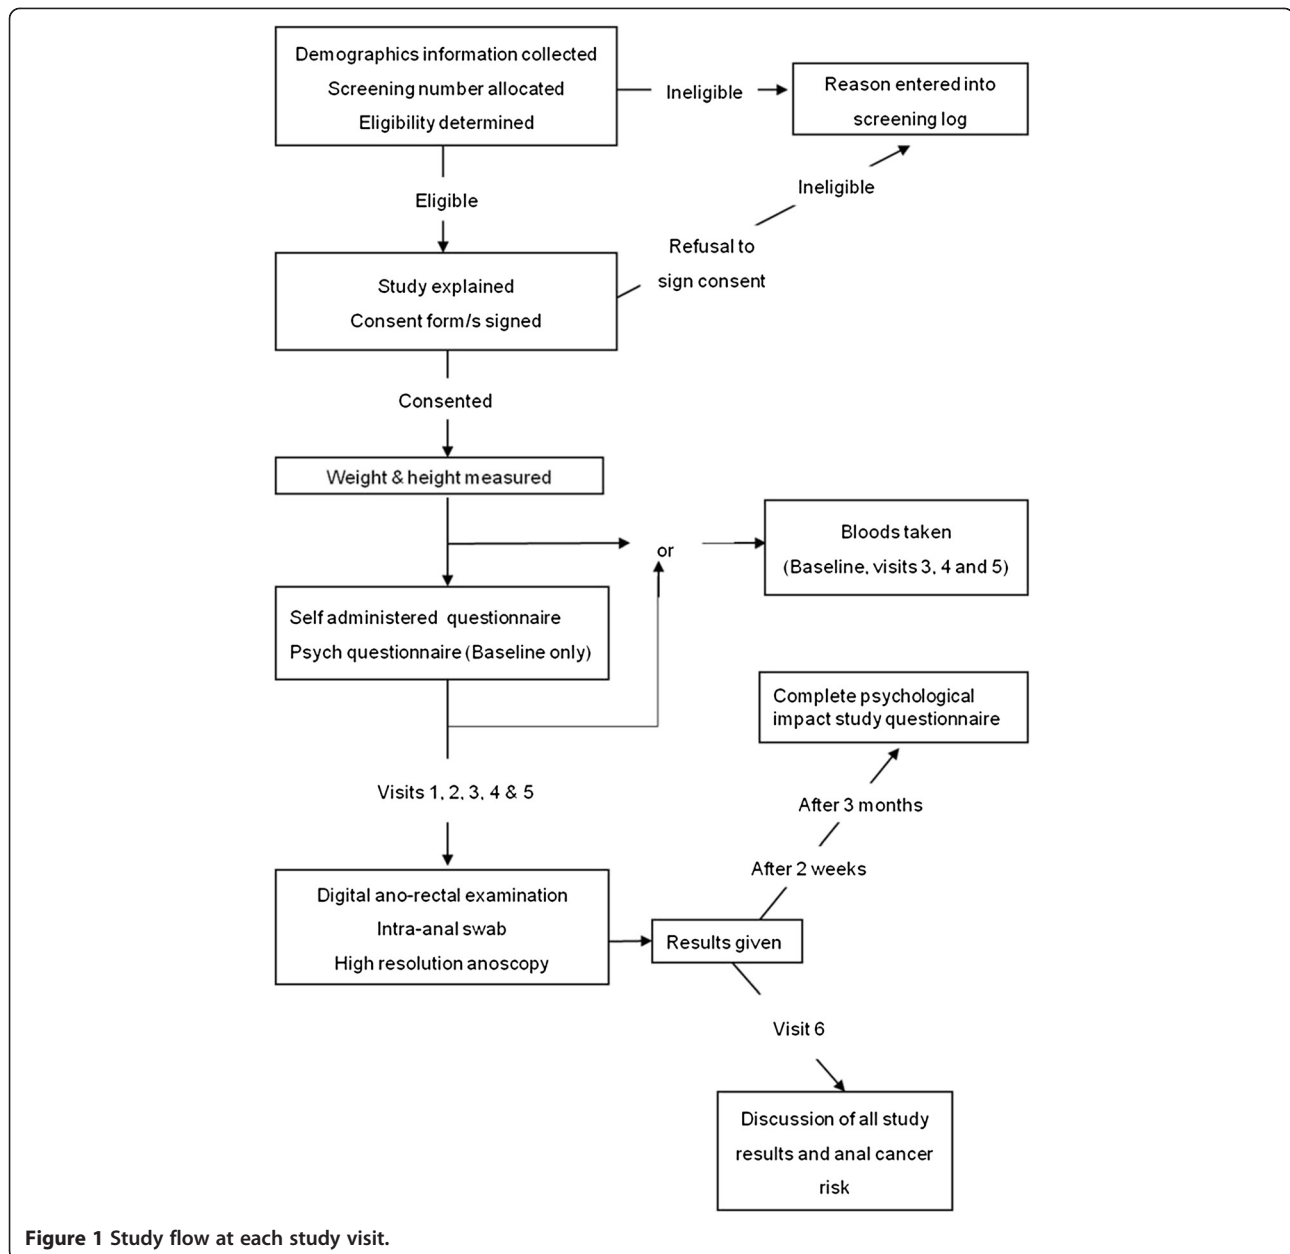 Demographics information collected
Screening number allocated
Eligibility determined
Ineligible
Reason entered into
screening log
Ineligible
Eligible
Refusal to
sign consent
Study explained
Consent form/s signed
Consented
Weight & height measured
or
Bloods taken
(Baseline, visits 3, 4 and 5)
Self administered questionnaire
Psych questionnaire (Baseline only)
Complete psychological
impact study questionnaire
Visits 1, 2, 3, 4 & 5
After 3 months
After 2 weeks
Digital ano-rectal examination
Intra-anal swab
High resolution anoscopy
Results given
Visit 6
Discussion of all study
results and anal cancer
risk
Figure 1 Study flow at each study visit.